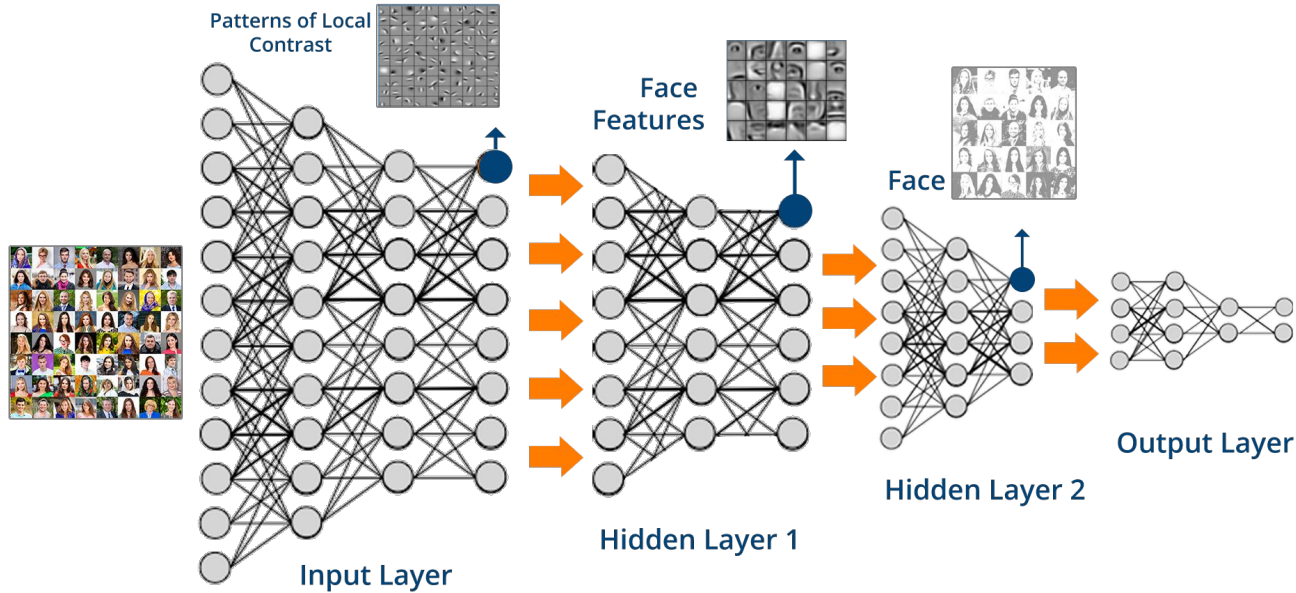 Patterns of Local
Contrast
Face
Features
Face
Input Layer
Hidden Layer 1
Hidden Layer 2
Output Layer